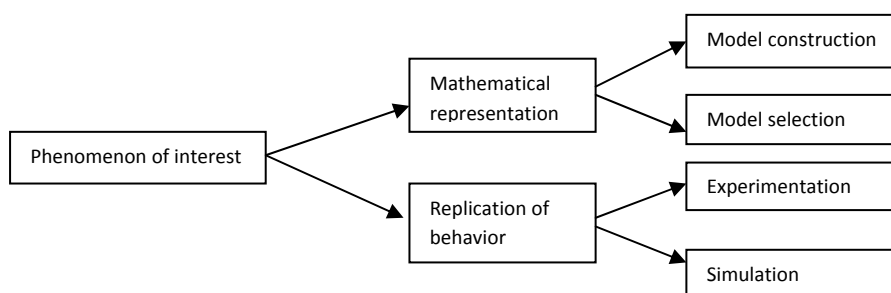 Phenomenon of interest
Mathematical
representation
Replication of
behavior
Model construction
Model selection
Experimentation
Simulation